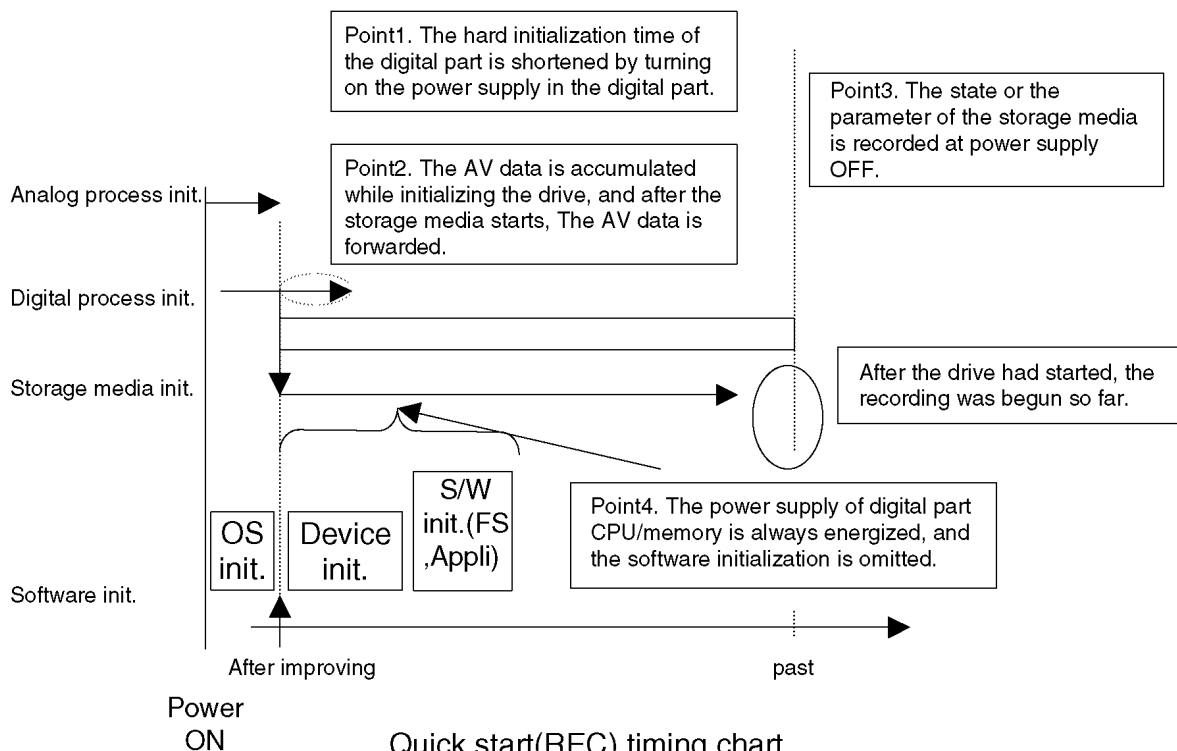 Point1. The hard initialization time of
the digital part is shortened by turning
on the power supply in the digital part.
Point3. The state or the
parameter of the storage media
is recorded at power supply
OFF.
Point2. The AV data is accumulated
while initializing the drive, and after the
storage media starts, The AV data is
forwarded.
Analog process init.
Digital process init.
Storage media init.
After the drive had started, the
recording was begun so far.
OS
init.
Device
init.
S/W
init.(FS
,Appli)
Point4. The power supply of digital part
CPU/memory is always energized, and
the software initialization is omitted.
Software init.
After improving
past
Power
ON
Quick start(REC) timing chart